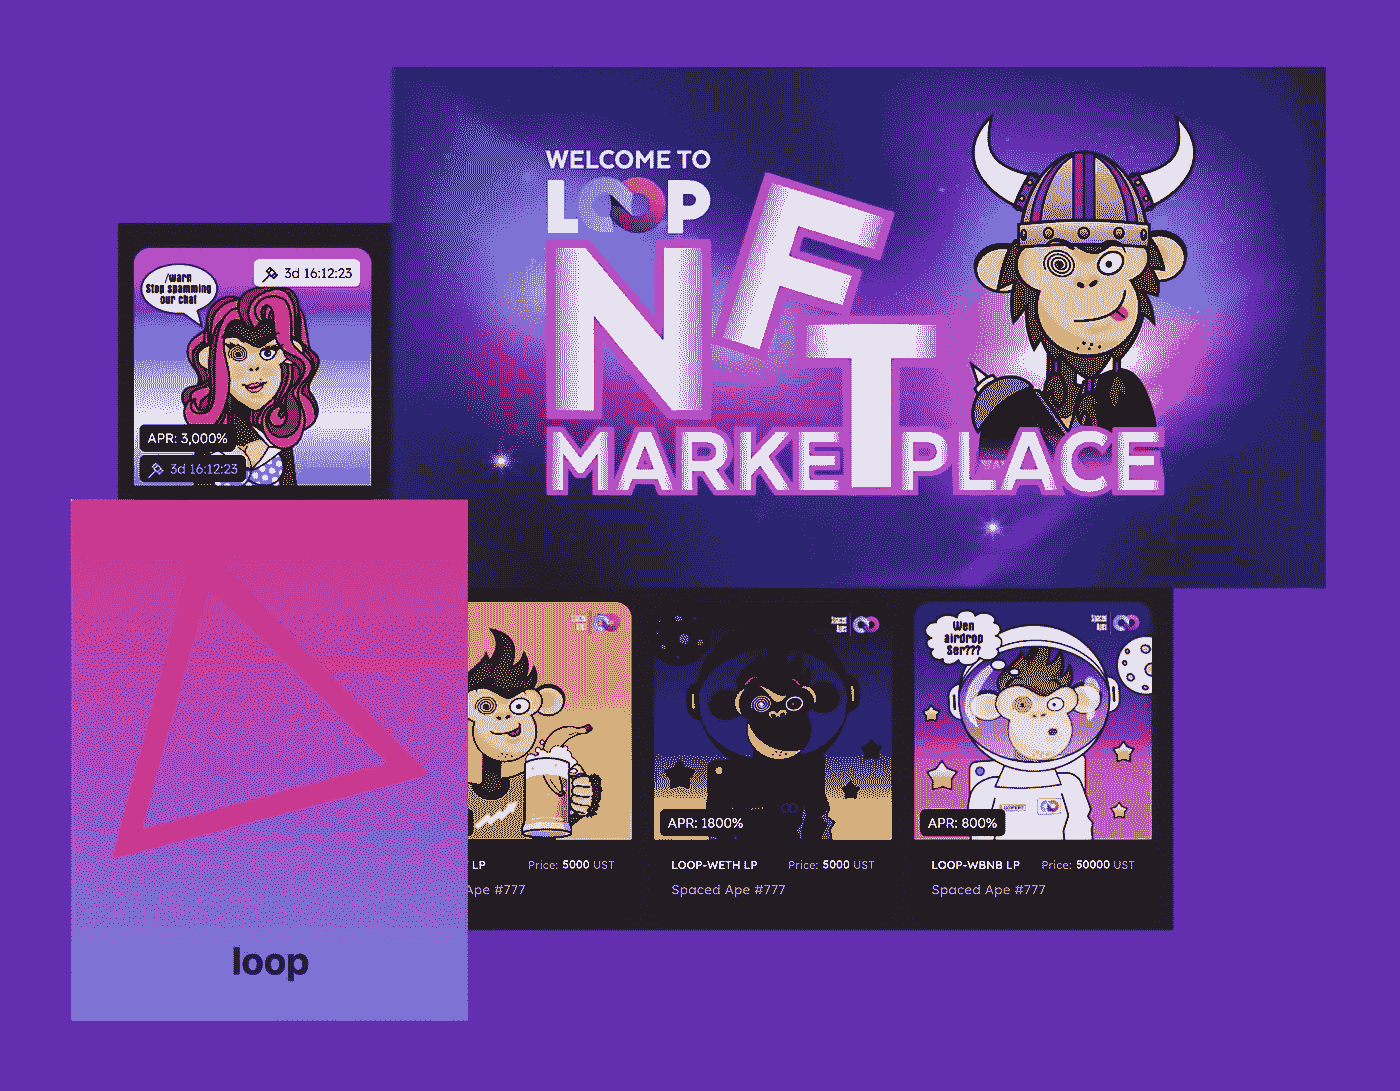 WELCOME TO
LOOP
NFT
MARKETPLACE
/warn
Stop spamming
our chat
3d 16:12:23
APR: 3,000%
3d 16:12:23
loop
LP
Price: 5000 UST
Ape #777
APR: 1800%
LOOP-WETH LP
Price: 5000 UST
Spaced Ape #777
Wen
airdrop
Ser???
APR: 800%
LOOP-WBNB LP
Price: 50000 UST
Spaced Ape #777